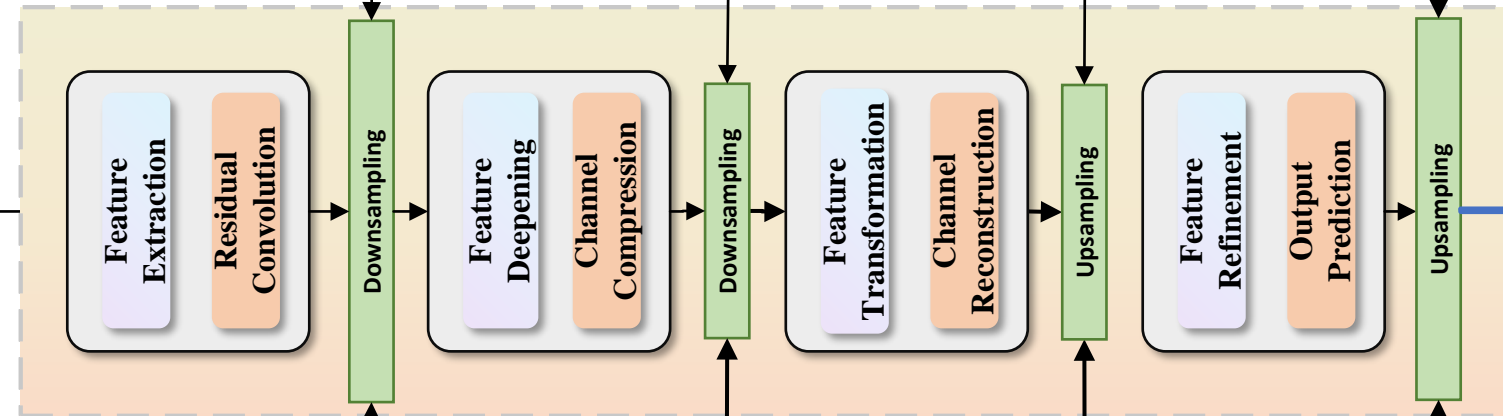 Feature
Extraction
Residual
Convolution
Downsampling
Feature
Deepening
Channel
Compression
Downsampling
Feature
Transformation
Channel
Reconstruction
Upsampling
Feature
Refinement
Output
Prediction
Upsampling